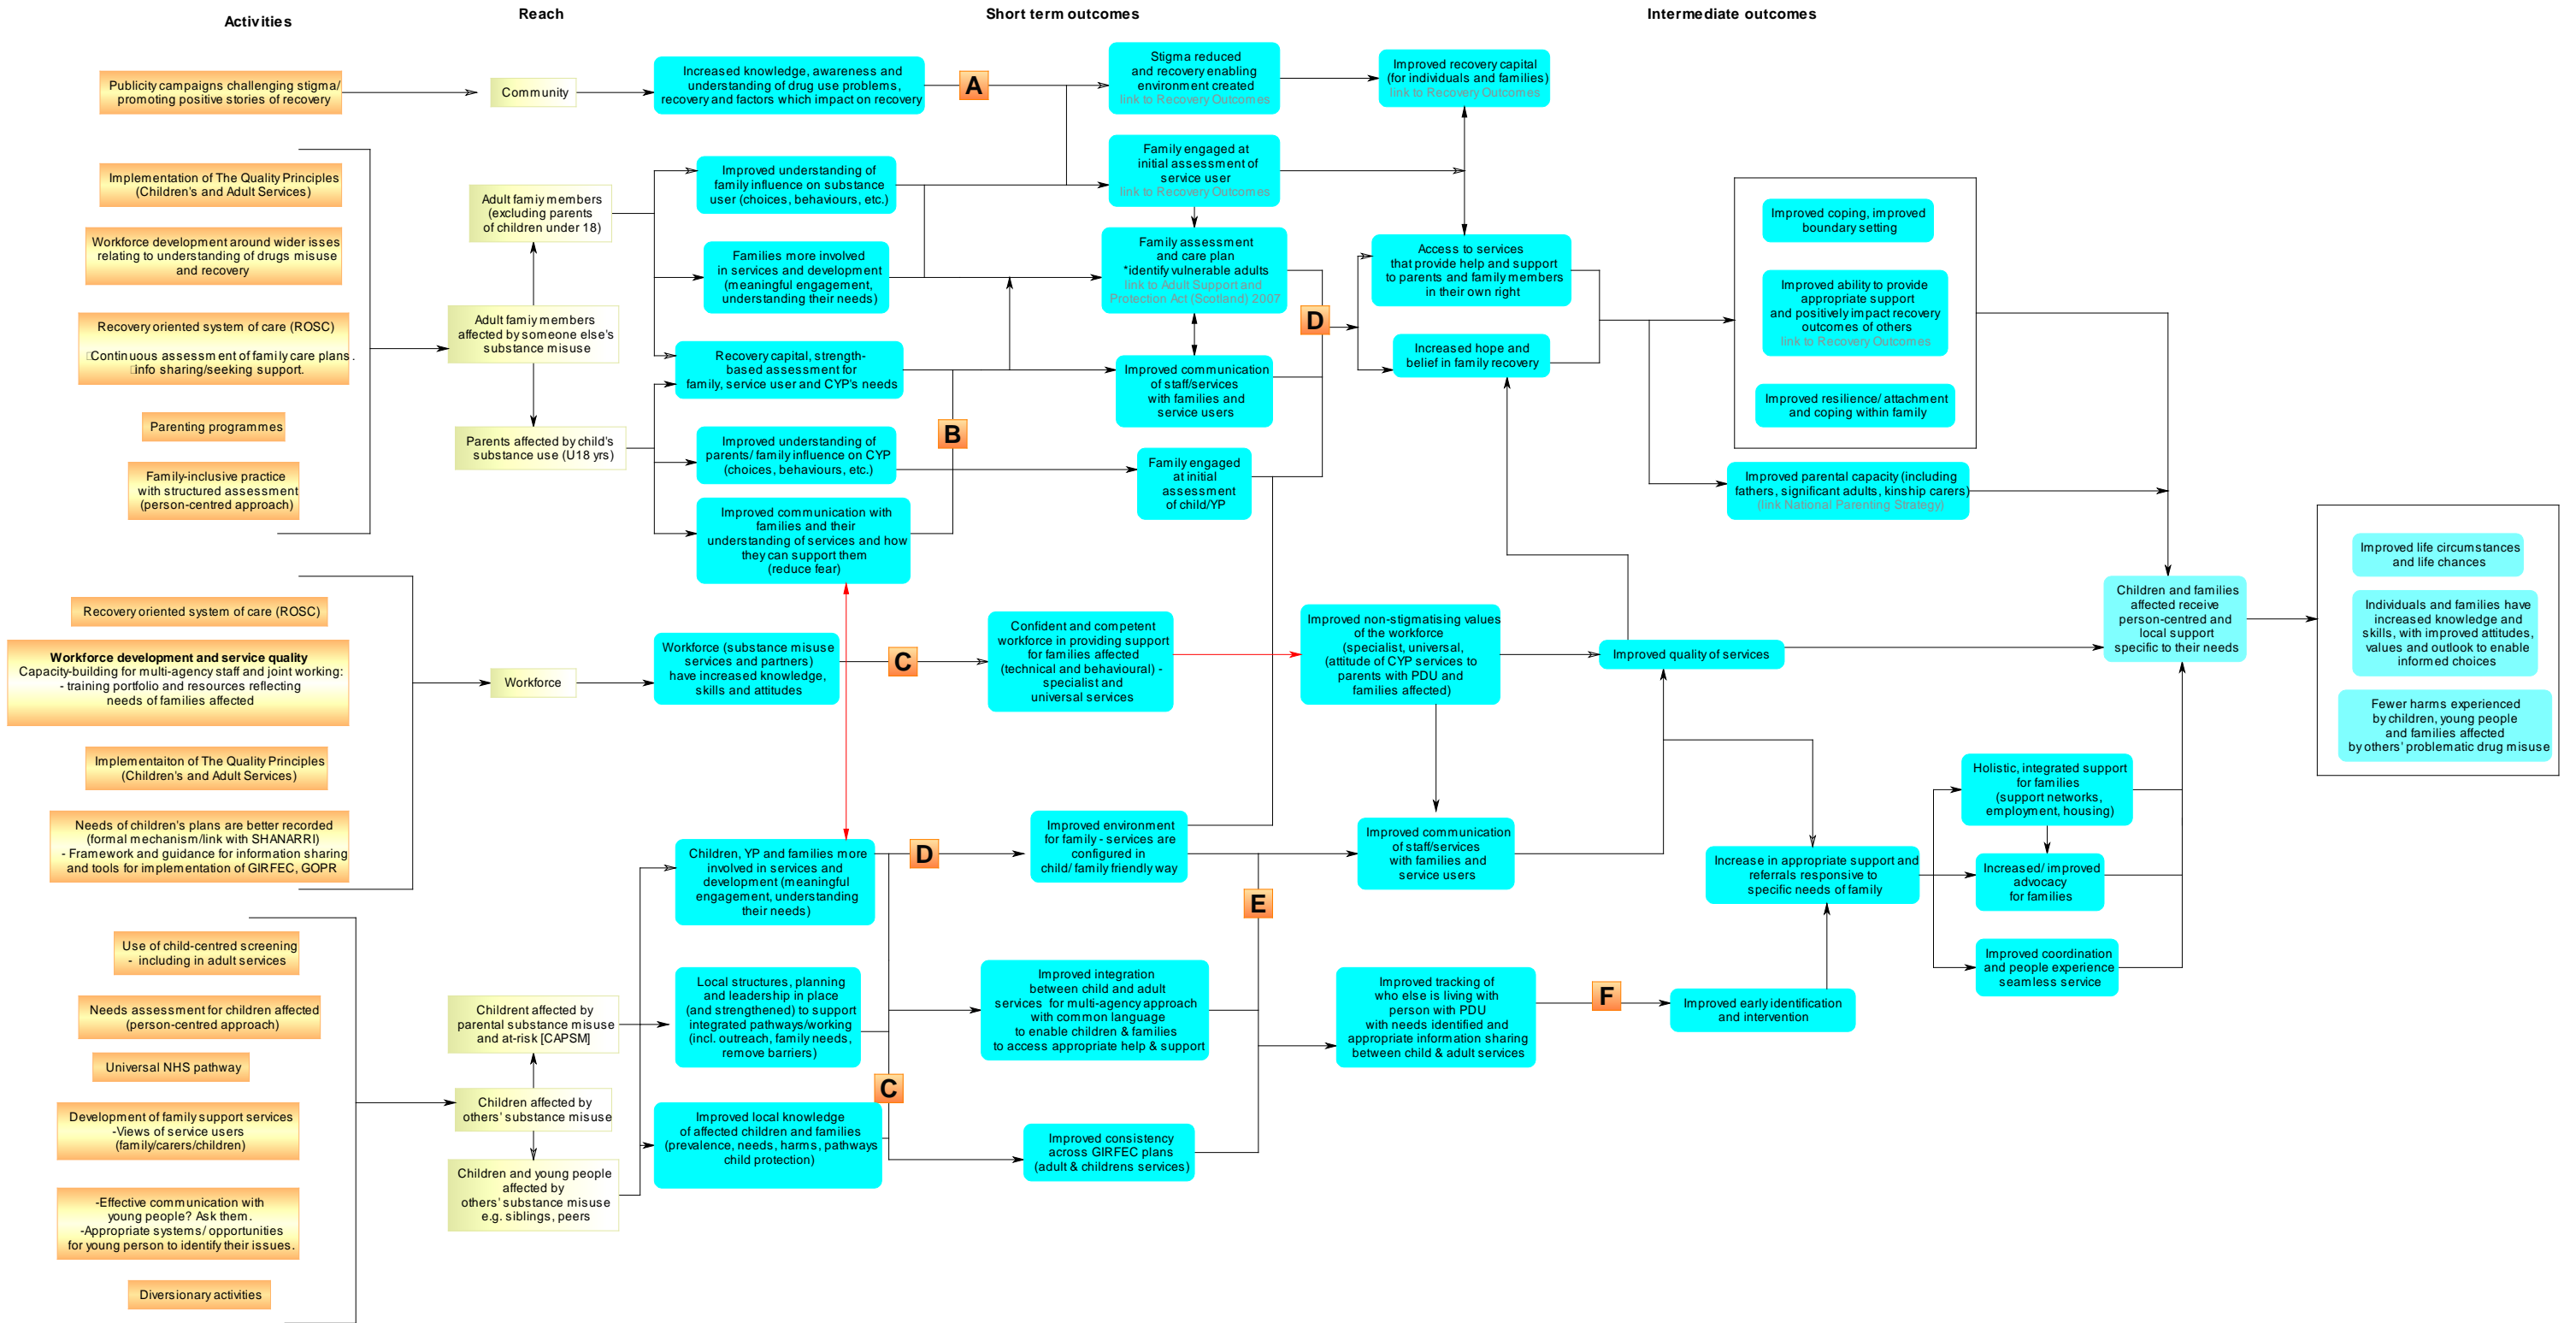 Activities
Reach
Short term outcomes
Intermediate outcomes
Publicity campaigns challenging stigma/
promoting positive stories of recovery
Community
Increased knowledge, awareness and
understanding of drug use problems,
recovery and factors which impact on recovery
A
Stigma reduced
and recovery enabling
environment created
link to Recovery Outcomes
Improved recovery capital
(for individuals and families)
link to Recovery Outcomes
Implementation of The Quality Principles
(Children's and Adult Services)
Workforce development around wider isses
relating to understanding of drugs misuse
and recovery
Recovery oriented system of care (ROSC)
Continuous assessment of family care plans.
info sharing/seeking support.
Parenting programmes
Family-inclusive practice
with structured assessment
(person-centred approach)
Adult famiy members
(excluding parents
of children under 18)
Adult famiy members
affected by someone else's
substance misuse
Parents affected by child's
substance use (U18 yrs)
Improved understanding of
family influence on substance
user (choices, behaviours, etc.)
Families more involved
in services and development
(meaningful engagement,
understanding their needs)
Recovery capital, strength-
based assessment for
family, service user and CYP's needs
Improved understanding of
parents/ family influence on CYP
(choices, behaviours, etc.)
Improved communication with
families and their
understanding of services and how
they can support them
(reduce fear)
B
Family engaged at
initial assessment of
service user
link to Recovery Outcomes
Family assessment
and care plan
*identify vulnerable adults
link to Adult Support and
Protection Act (Scotland) 2007
Improved communication
of staff/services
with families and
service users
Family engaged
at initial
assessment
of child/YP
D
Access to services
that provide help and support
to parents and family members
in their own right
Increased hope and
belief in family recovery
Improved coping, improved
boundary setting
Improved ability to provide
appropriate support
and positively impact recovery
outcomes of others
link to Recovery Outcomes
Improved resilience/ attachment
and coping within family
Improved parental capacity (including
fathers, significant adults, kinship carers)
(link National Parenting Strategy)
Recovery oriented system of care (ROSC)
Workforce development and service quality
Capacity-building for multi-agency staff and joint working:
- training portfolio and resources reflecting
needs of families affected
Implementaiton of The Quality Principles
(Children's and Adult Services)
Needs of children's plans are better recorded
(formal mechanism/link with SHANARRI)
- Framework and guidance for information sharing
and tools for implementation of GIRFEC, GOPR
Workforce
Workforce (substance misuse
services and partners)
have increased knowledge,
skills and attitudes
C
Confident and competent
workforce in providing support
for families affected
(technical and behavioural) -
specialist and
universal services
Improved non-stigmatising values
of the workforce
(specialist, universal,
(attitude of CYP services to
parents with PDU and
families affected)
Improved quality of services
Children and families
affected receive
person-centred and
local support
specific to their needs
Improved life circumstances
and life chances
Individuals and families have
increased knowledge and
skills, with improved attitudes,
values and outlook to enable
informed choices
Fewer harms experienced
by children, young people
and families affected
by others' problematic drug misuse
Use of child-centred screening
- including in adult services
Needs assessment for children affected
(person-centred approach)
Universal NHS pathway
Development of family support services
-Views of service users
(family/carers/children)
-Effective communication with
young people? Ask them.
-Appropriate systems/ opportunities
for young person to identify their issues.
Diversionary activities
Children affected by
parental substance misuse
and at-risk [CAPSM]
Children affected by
others' substance misuse
Children and young people
affected by
others' substance misuse
e.g. siblings, peers
Children, YP and families more
involved in services and
development (meaningful
engagement, understanding
their needs)
Local structures, planning
and leadership in place
(and strengthened) to support
integrated pathways/working
(incl. outreach, family needs,
remove barriers)
Improved local knowledge
of affected children and families
(prevalence, needs, harms, pathways
child protection)
D
C
Improved environment
for family - services are
configured in
child/ family friendly way
Improved integration
between child and adult
services for multi-agency approach
with common language
to enable children & families
to access appropriate help & support
Improved consistency
across GIRFEC plans
(adult & childrens services)
E
Improved communication
of staff/services
with families and
service users
Improved tracking of
who else is living with
person with PDU
with needs identified and
appropriate information sharing
between child & adult services
F
Improved early identification
and intervention
Increase in appropriate support and
referrals responsive to
specific needs of family
Holistic, integrated support
for families
(support networks,
employment, housing)
Increased/ improved
advocacy
for families
Improved coordination
and people experience
seamless service